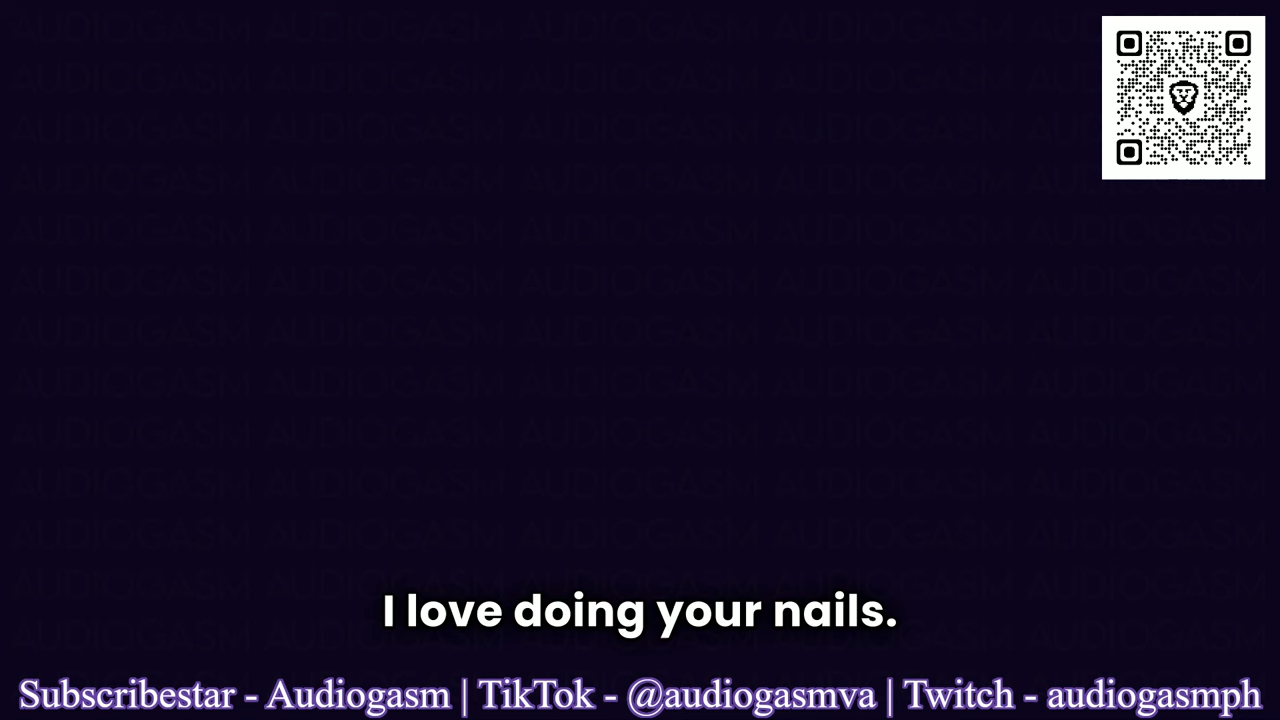 I love doing your nails.
Subscribestar - Audiogasm | TikTok - @audiogasmva | Twitch - audiogasmph